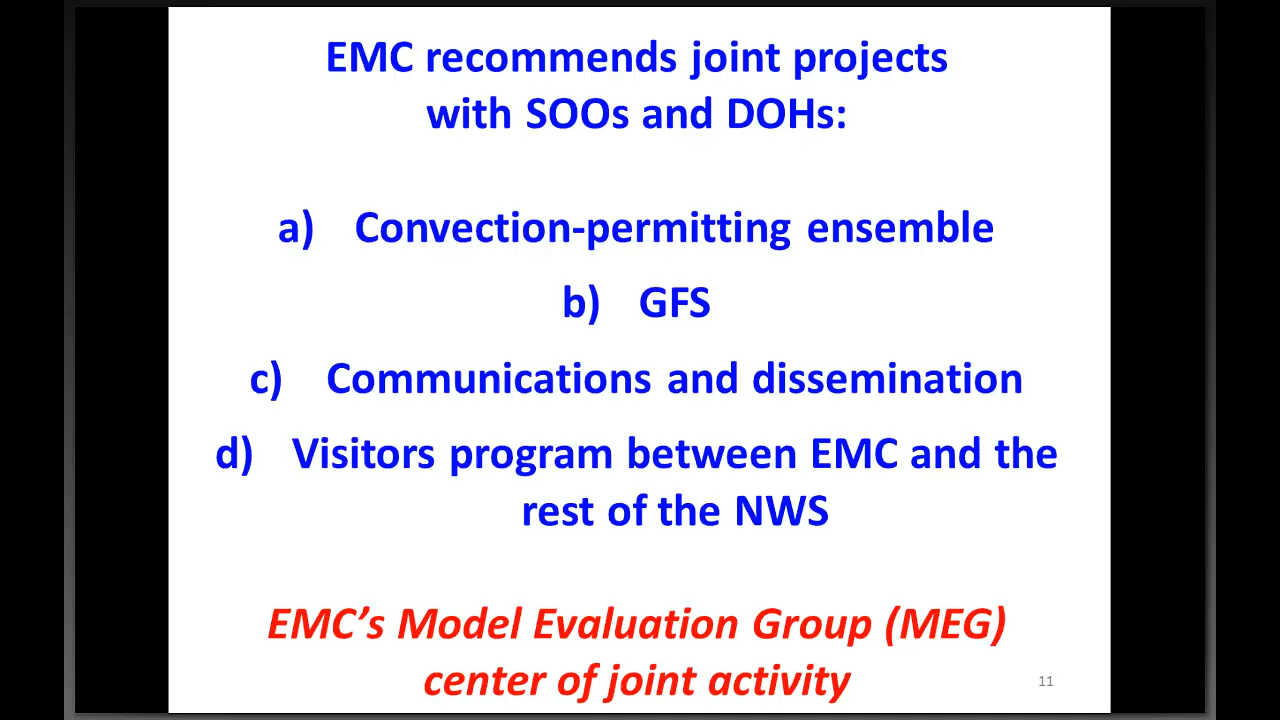 EMC recommends joint projects
with SOOs and DOHs:
a) Convection-permitting ensemble
b) GFS
c) Communications and dissemination
d) Visitors program between EMC and the
rest of the NWS
EMC’s Model Evaluation Group (MEG)
center of joint activity
11